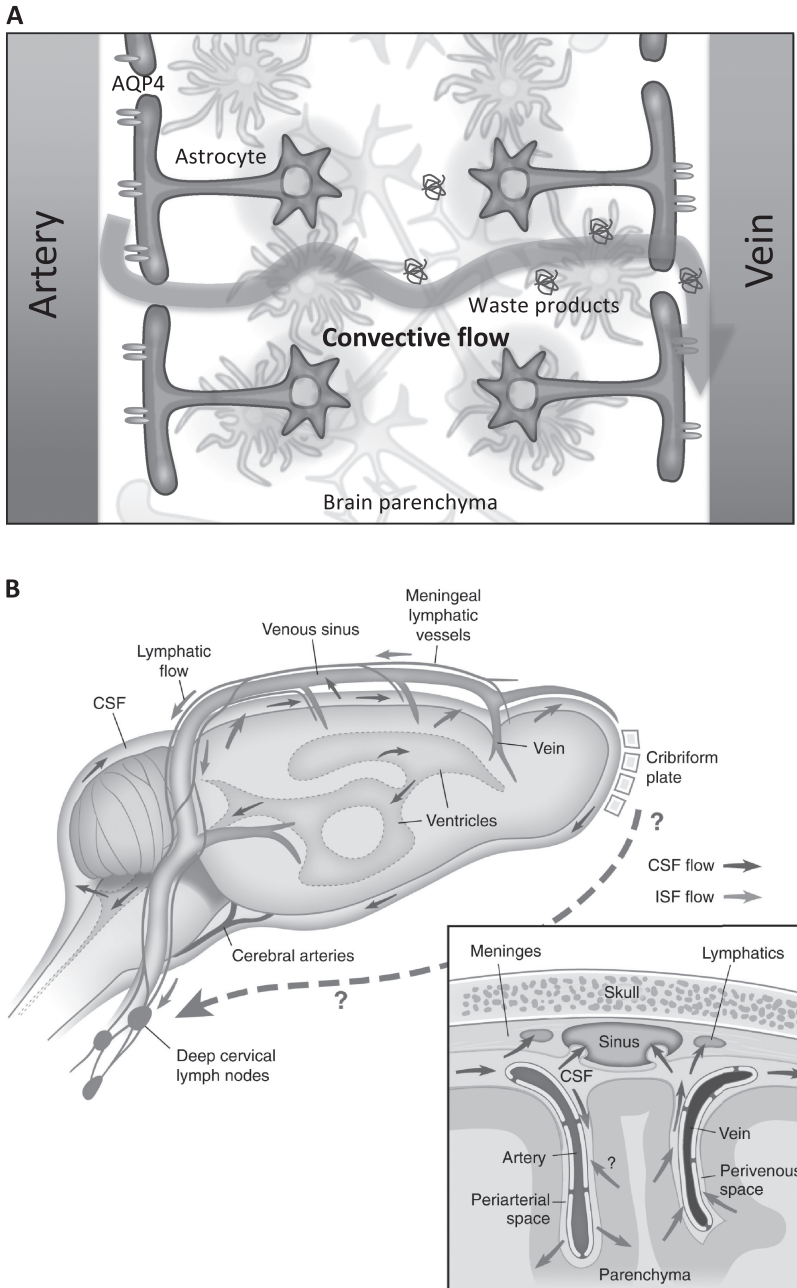 A
AQP4
Astrocyte
Artery
Vein
Waste products
Convective flow
Brain parenchyma
B
Meningeal
lymphatic
vessels
Venous sinus
Lymphatic
flow
CSF
Vein
Cribriform
plate
Ventricles
?
CSF flow
ISF flow
Cerebral arteries
?
Deep cervical
lymph nodes
Meninges
Lymphatics
Skull
Sinus
CSF
Vein
Artery
?
Perivenous
space
Periarterial
space
Parenchyma